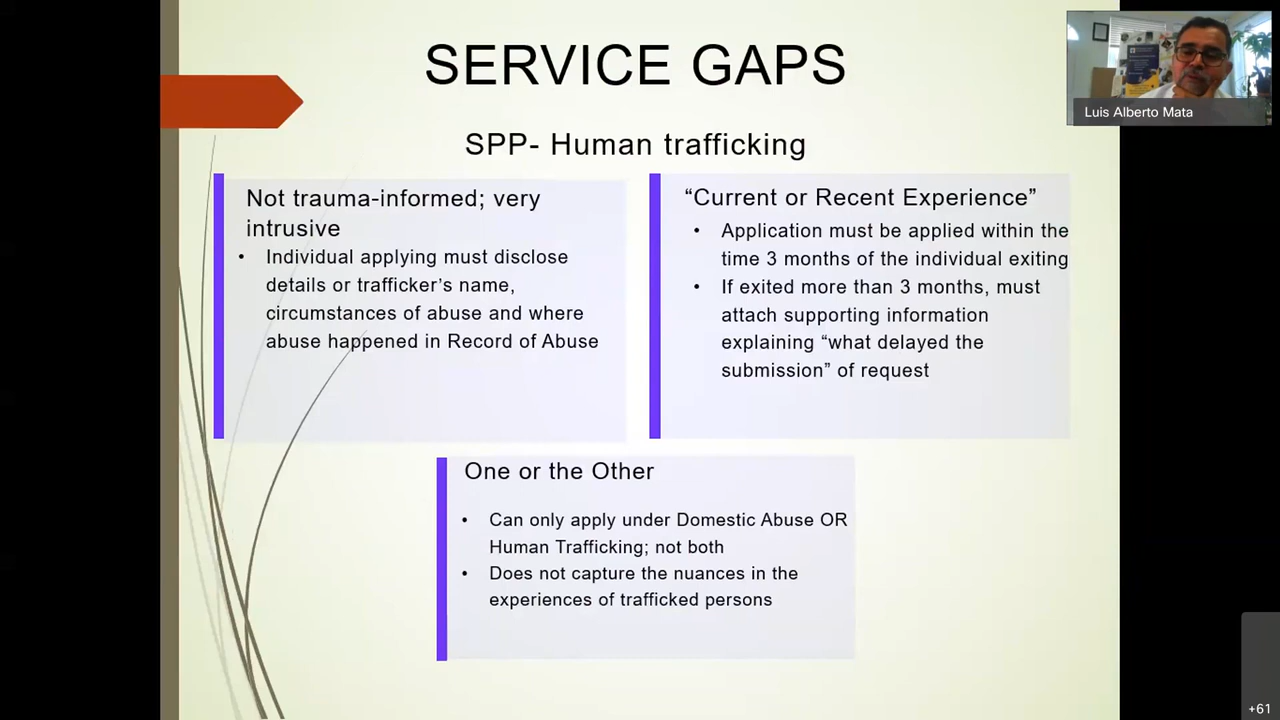 SERVICE GAPS
SPP- Human trafficking
Not trauma-informed; very
intrusive
• Individual applying must disclose
details or trafficker’s name,
circumstances of abuse and where
abuse happened in Record of Abuse
“Current or Recent Experience”
• Application must be applied within the
time 3 months of the individual exiting
• If exited more than 3 months, must
attach supporting information
explaining “what delayed the
submission” of request
One or the Other
• Can only apply under Domestic Abuse OR
Human Trafficking; not both
• Does not capture the nuances in the
experiences of trafficked persons
Luis Alberto Mata
+61